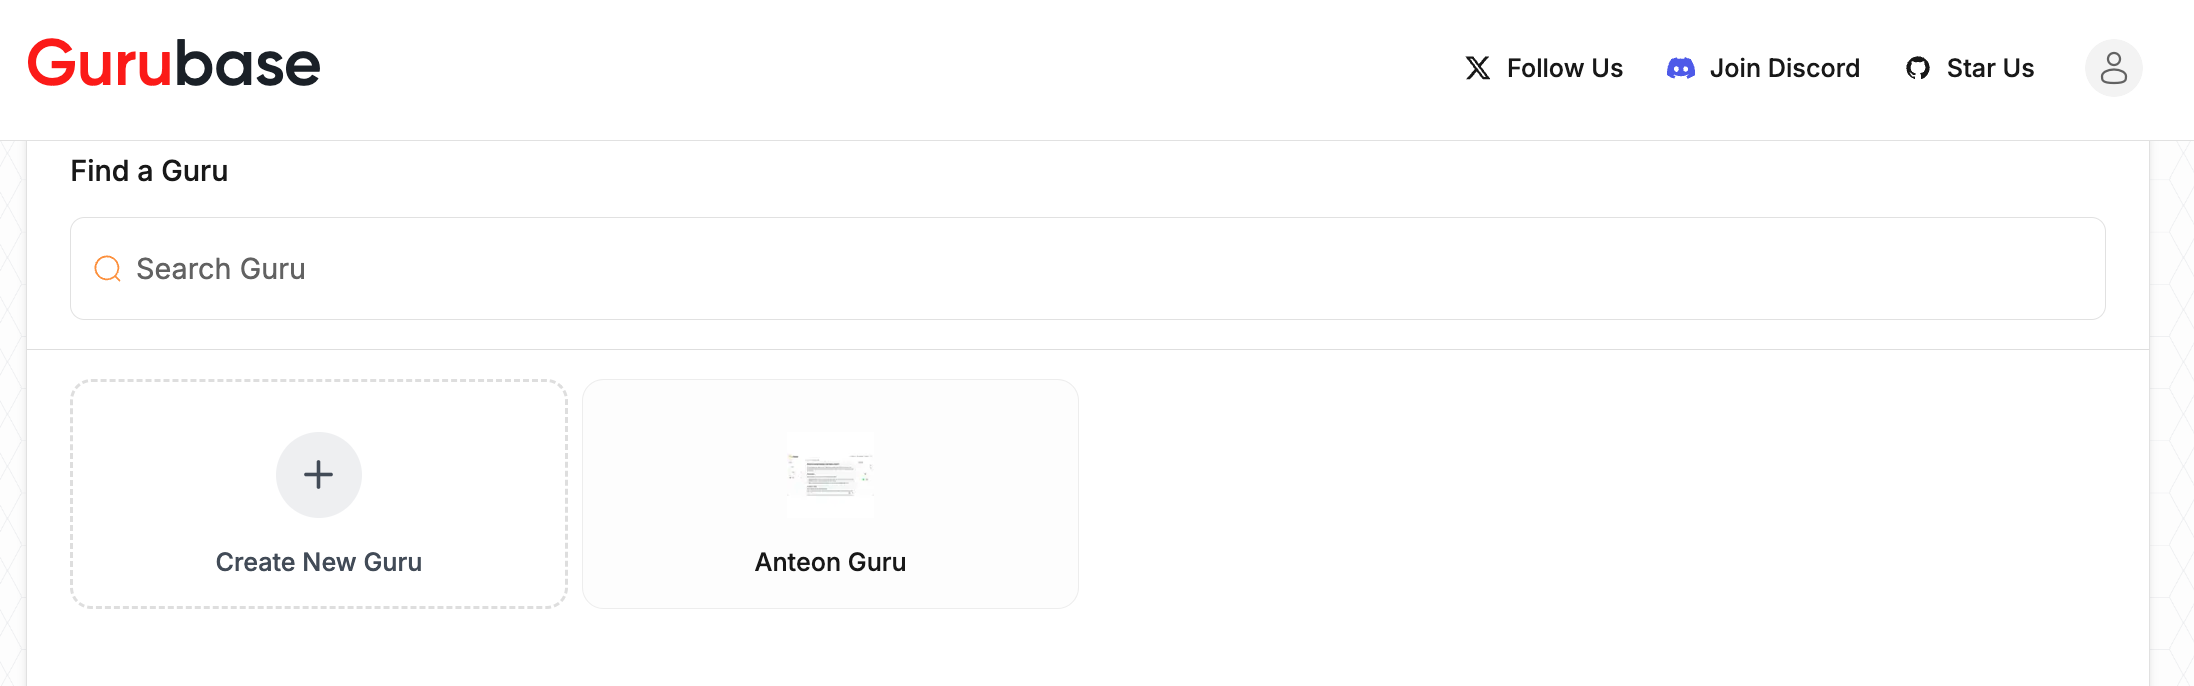 Gurubase
Follow Us
Join Discord
Star Us
Find a Guru
Search Guru
Create New Guru
Anteon Guru